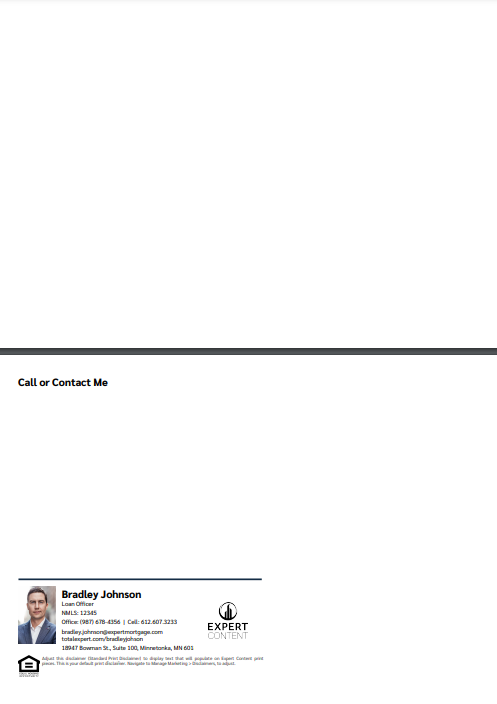 Call or Contact Me
Bradley Johnson
Loan Officer
NMLS: 12345
Office: (987) 678-4356 | Cell: 612.607.3233
bradley.johnson@expertmortgage.com
totalexpert.com/bradleyjohson
18947 Bowman St., Suite 100, Minnetonka, MN 601
EXPERT
CONTENT
Adjust this disclaimer (Standard Print Disclaimer) to display text that will populate on Expert Content print
pieces. This is your default print disclaimer. Navigate to Manage Marketing > Disclaimers, to adjust.